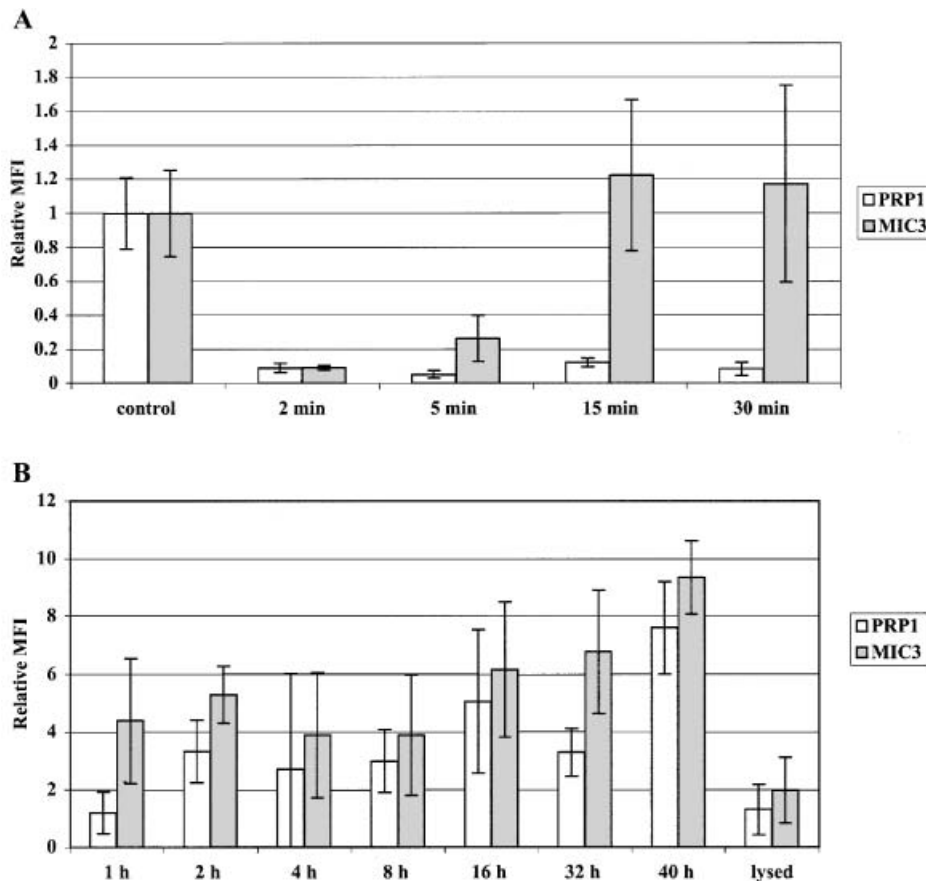 A
2
1.8
1.6
1.4
1.2
1
0.8
0.6
0.4
0.2
0
Relative MFI
control 2 min 5 min 15 min 30 min
PRP1
MIC3
B
12
10
8
6
4
2
0
Relative MFI
1 h 2 h 4 h 8 h 16 h 32 h 40 h lysed
PRP1
MIC3